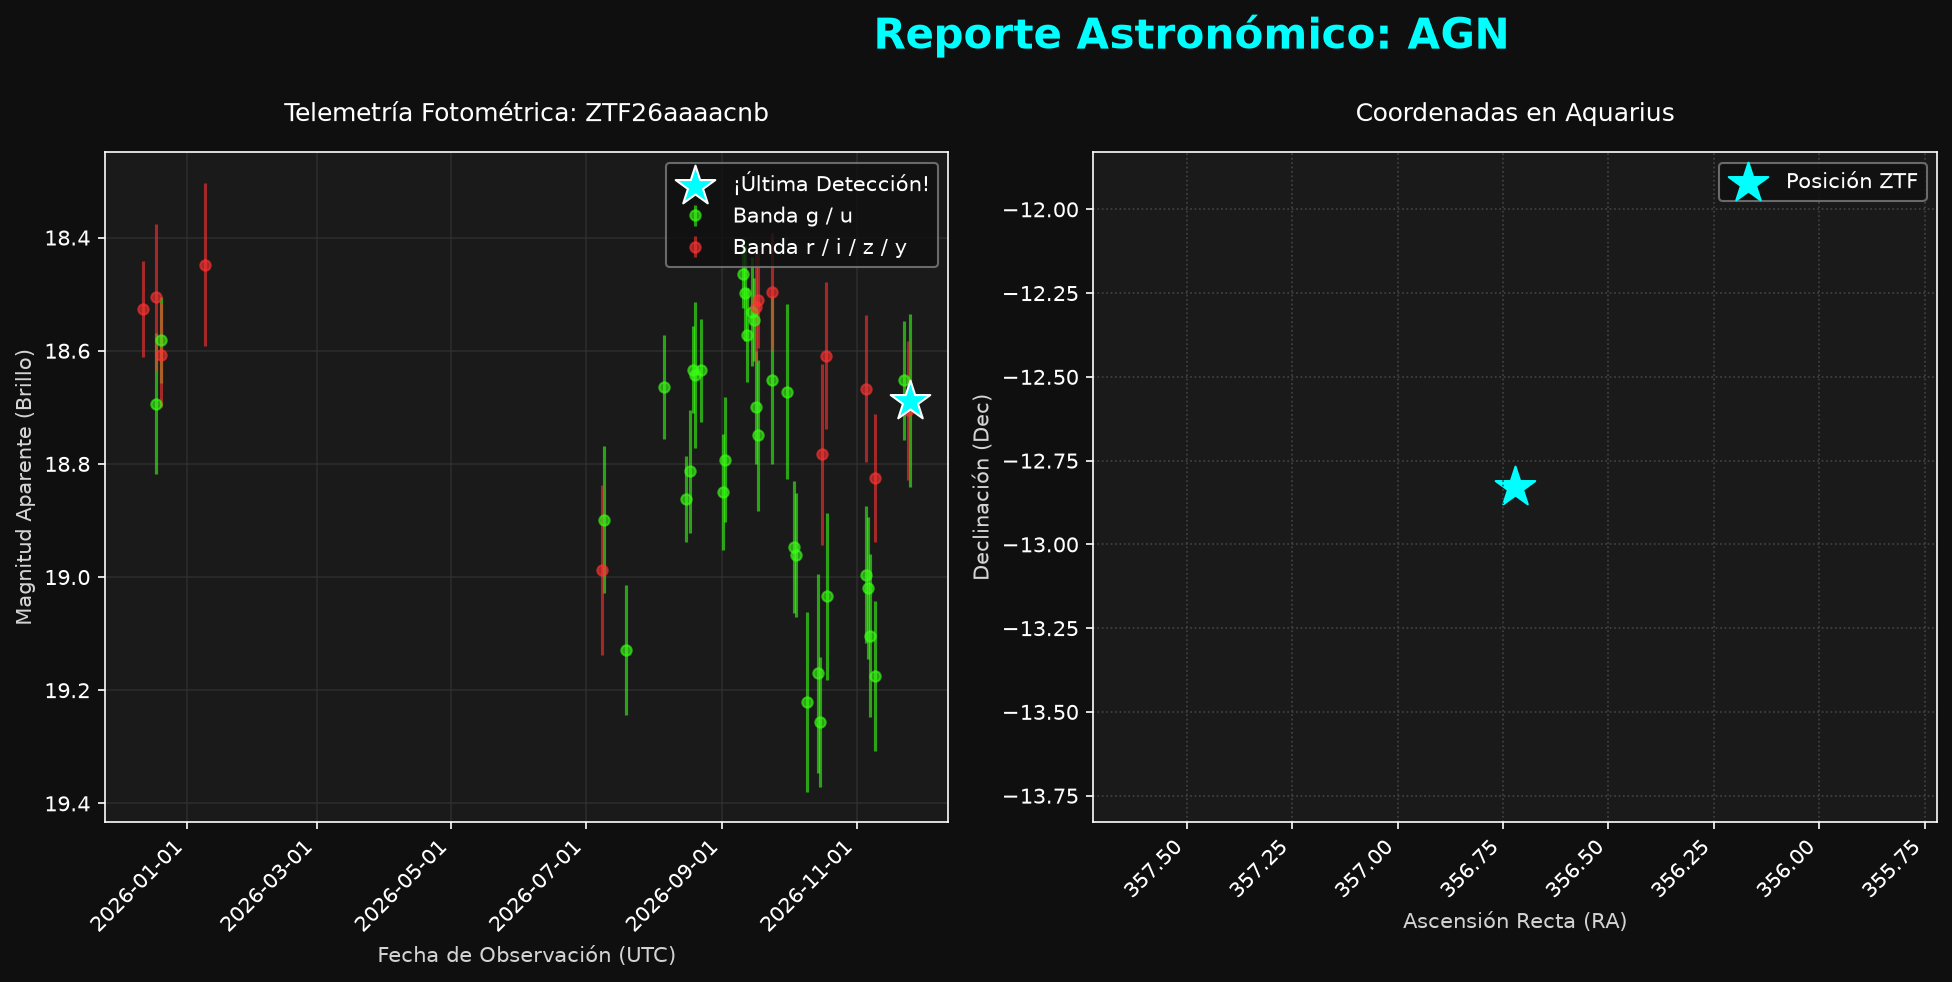 Reporte Astronómico: AGN
Telemetría Fotométrica: ZTF26aaaacnb
¡Última Detección!
Banda g / u
Banda r / i / z / y
Magnitud Aparente (Brillo)
18.4
18.6
18.8
19.0
19.2
19.4
2026-01-01
2026-03-01
2026-05-01
2026-07-01
2026-09-01
2026-11-01
Fecha de Observación (UTC)
Coordenadas en Aquarius
Posición ZTF
Declinación (Dec)
−12.00
−12.25
−12.50
−12.75
−13.00
−13.25
−13.50
−13.75
357.50
357.25
357.00
356.75
356.50
356.25
356.00
355.75
Ascensión Recta (RA)